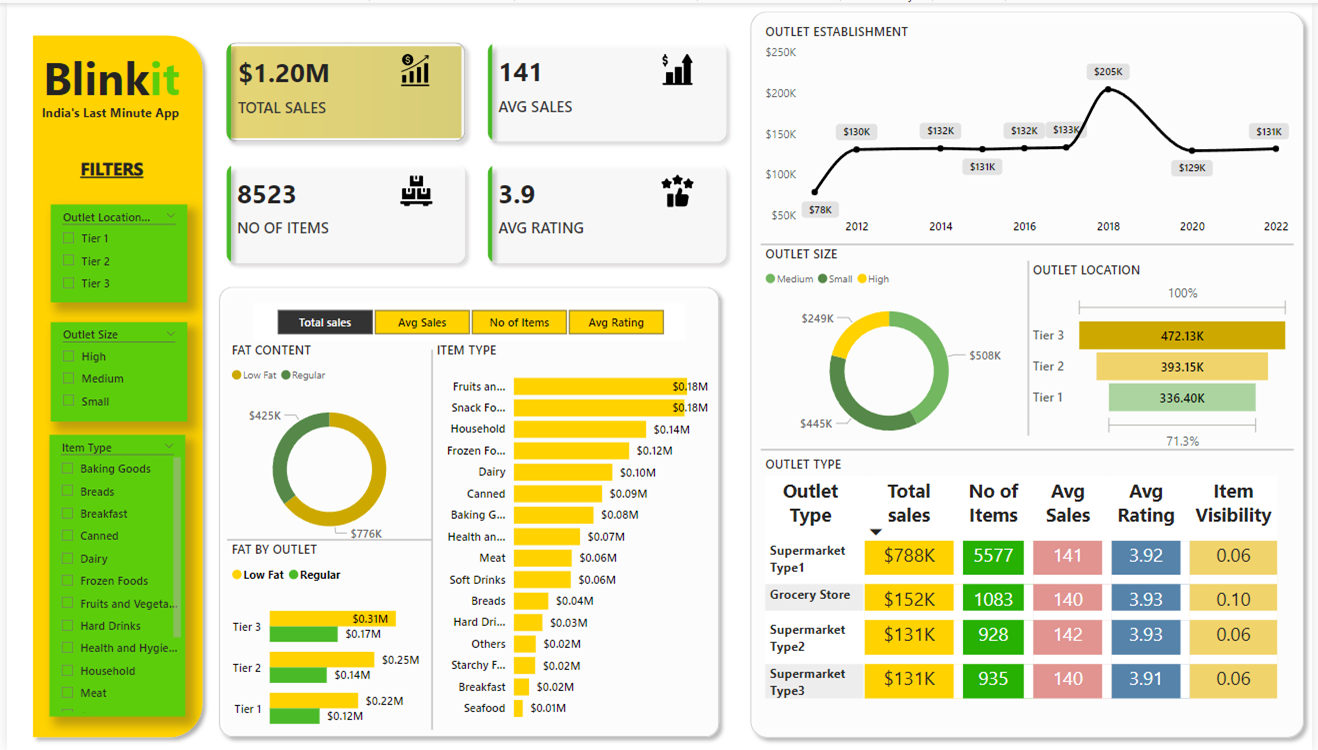 Blinkit
India's Last Minute App
FILTERS
Outlet Location...
Tier 1
Tier 2
Tier 3
Outlet Size
High
Medium
Small
Item Type
Baking Goods
Breads
Breakfast
Canned
Dairy
Frozen Foods
Fruits and Vegeta...
Hard Drinks
Health and Hygie...
Household
Meat
$1.20M
TOTAL SALES
141
AVG SALES
8523
NO OF ITEMS
3.9
AVG RATING
Total sales
Avg Sales
No of Items
Avg Rating
FAT CONTENT
Low Fat Regular
$425K
$776K
FAT BY OUTLET
Low Fat Regular
Tier 3 $0.31M
$0.17M
Tier 2 $0.25M
$0.14M
Tier 1 $0.22M
$0.12M
ITEM TYPE
Fruits an... $0.18M
Snack Fo... $0.18M
Household $0.14M
Frozen Fo... $0.12M
Dairy $0.10M
Canned $0.09M
Baking G... $0.08M
Health an... $0.07M
Meat $0.06M
Soft Drinks $0.06M
Breads $0.04M
Hard Dri... $0.03M
Others $0.02M
Starchy F... $0.02M
Breakfast $0.02M
Seafood $0.01M
OUTLET ESTABLISHMENT
$250K
$200K
$150K
$100K
$50K
$78K
$130K
$132K
$131K
$132K
$133K
$205K
$129K
$131K
2012 2014 2016 2018 2020 2022
OUTLET SIZE
Medium Small High
$249K
$508K
$445K
OUTLET LOCATION
100%
Tier 3 472.13K
Tier 2 393.15K
Tier 1 336.40K
71.3%
OUTLET TYPE
Outlet Type Total sales No of Items Avg Sales Avg Rating Item Visibility
Supermarket Type1 $788K 5577 141 3.92 0.06
Grocery Store $152K 1083 140 3.93 0.10
Supermarket Type2 $131K 928 142 3.93 0.06
Supermarket Type3 $131K 935 140 3.91 0.06